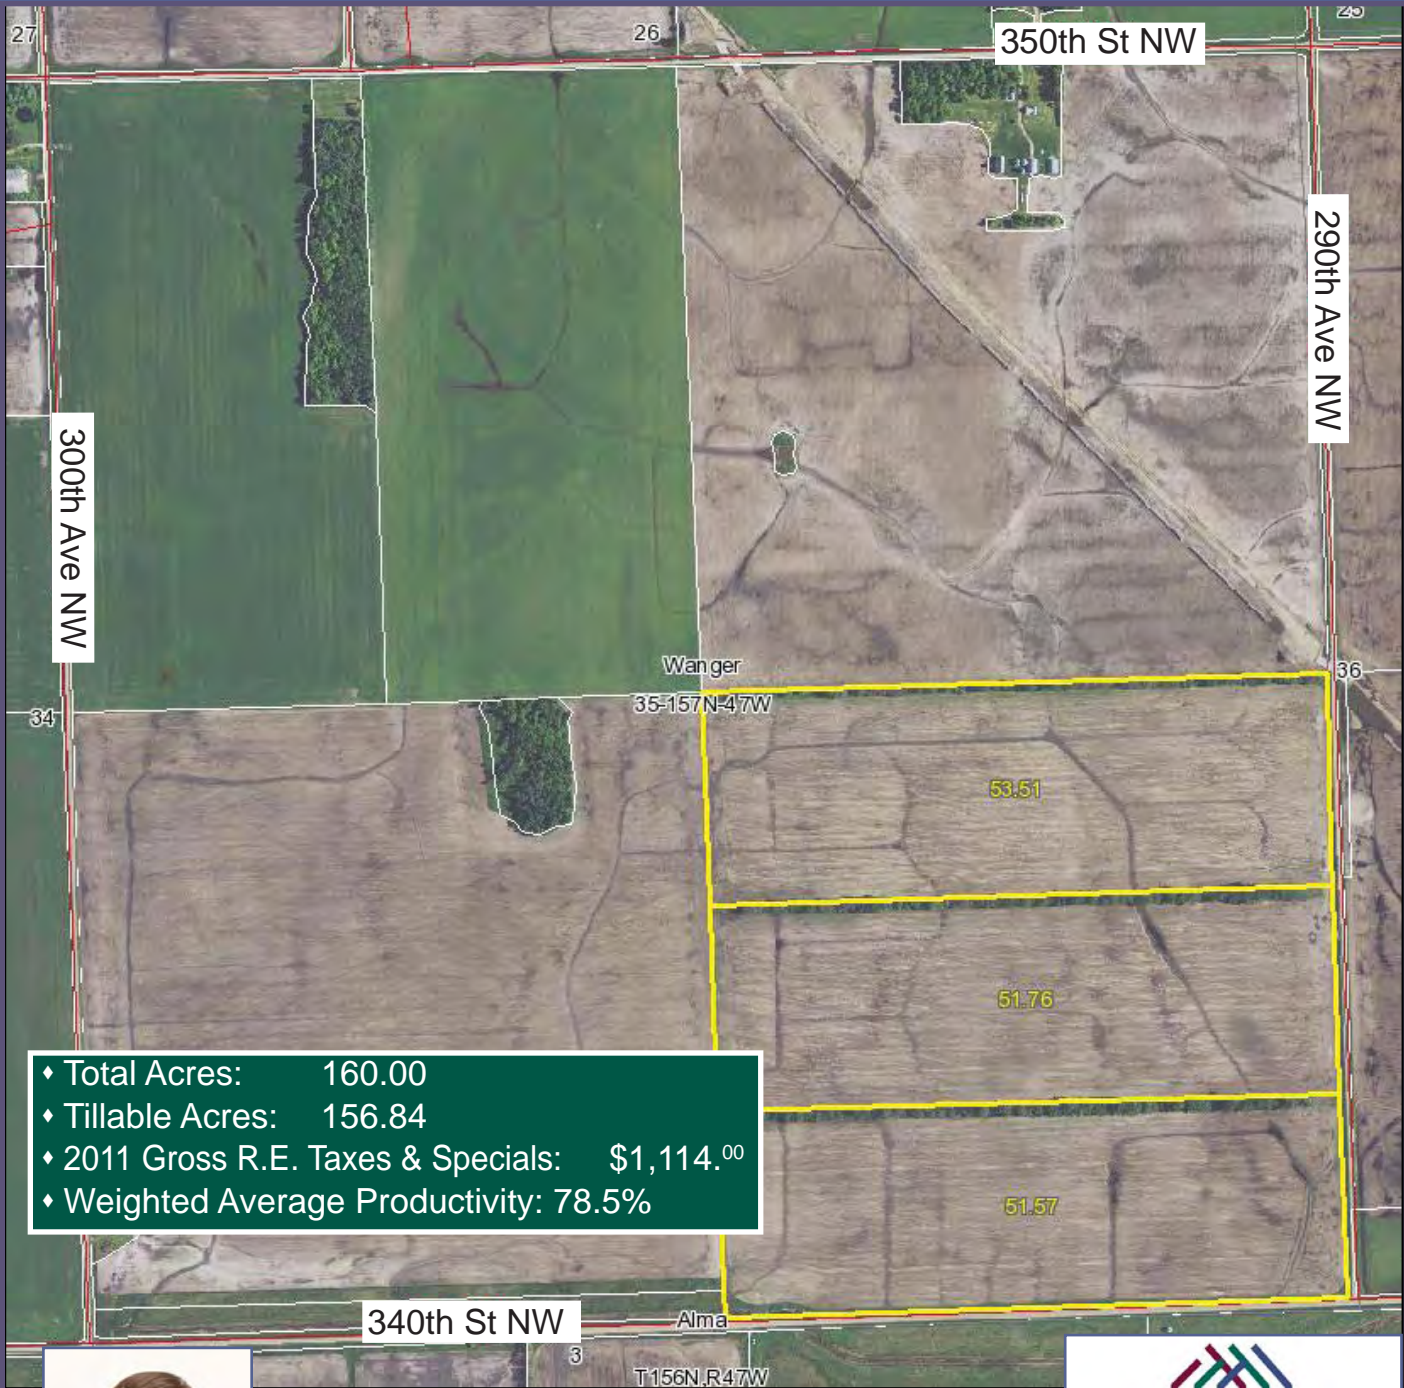 27
26
25
350th St NW
290th Ave NW
300th Ave NW
Wanger
36
35-157N-47W
34
53.51
51.76
♦ Total Acres: 160.00
♦ Tillable Acres: 156.84
♦ 2011 Gross R.E. Taxes & Specials: $1,114.00
♦ Weighted Average Productivity: 78.5%
51.57
340th St NW
Alma
3
T156N,R47W